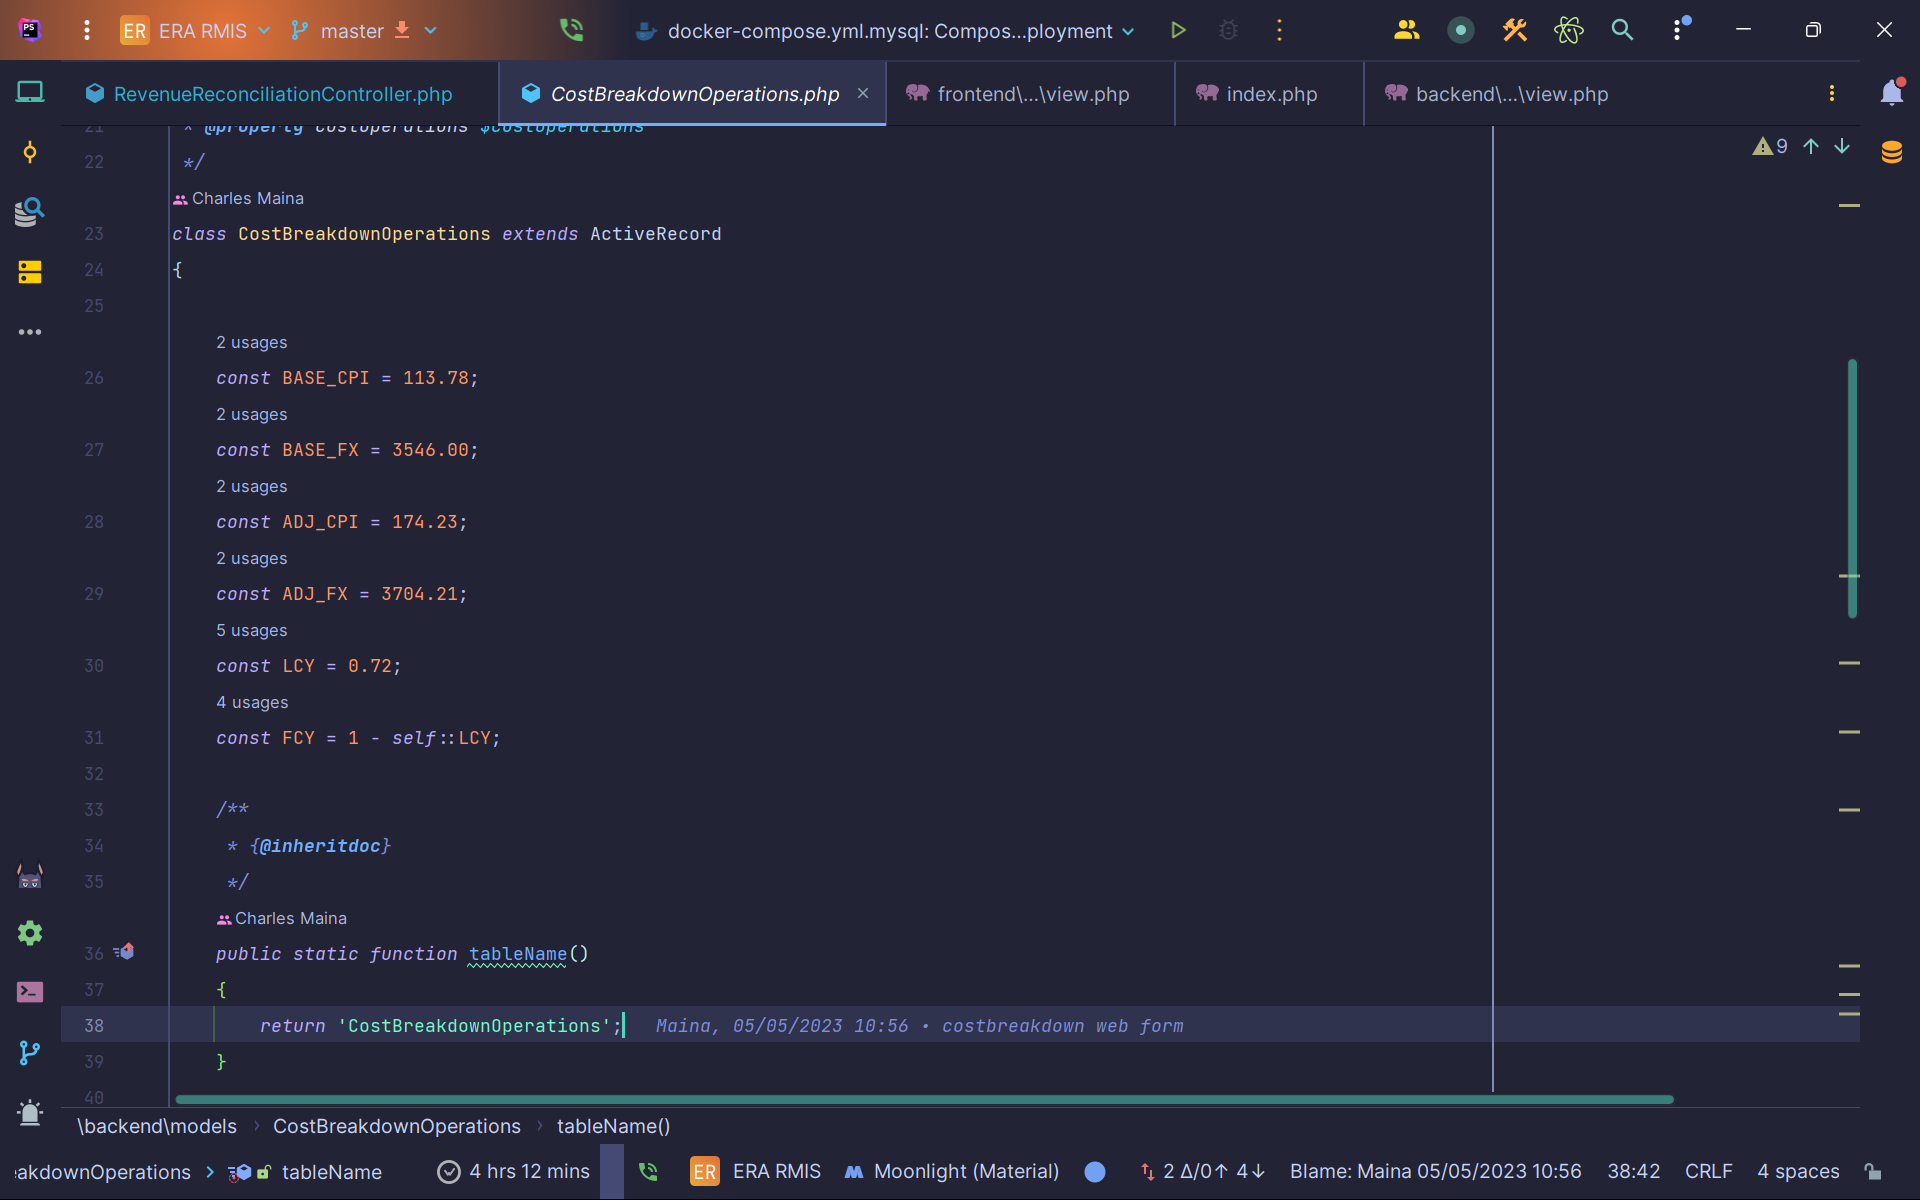 PS
ER ERA RMIS master docker-compose.yml.mysql: Compos...ployment
RevenueReconciliationController.php CostBreakdownOperations.php frontend\...\view.php index.php backend\...\view.php
21 * @property costoperations $costoperations
22 */
9
Charles Maina
23 class CostBreakdownOperations extends ActiveRecord
24 {
25
2 usages
26 const BASE_CPI = 113.78;
2 usages
27 const BASE_FX = 3546.00;
2 usages
28 const ADJ_CPI = 174.23;
2 usages
29 const ADJ_FX = 3704.21;
5 usages
30 const LCY = 0.72;
4 usages
31 const FCY = 1 - self::LCY;
32
33 /**
34 * {@inheritdoc}
35 */
Charles Maina
36 public static function tableName()
37 {
38 return 'CostBreakdownOperations'; Maina, 05/05/2023 10:56 • costbreakdown web form
39 }
40
\backend\models › CostBreakdownOperations › tableName()
eakdownOperations › tableName 4 hrs 12 mins ER ERA RMIS Moonlight (Material) 2 Δ/0↑ 4↓ Blame: Maina 05/05/2023 10:56 38:42 CRLF 4 spaces